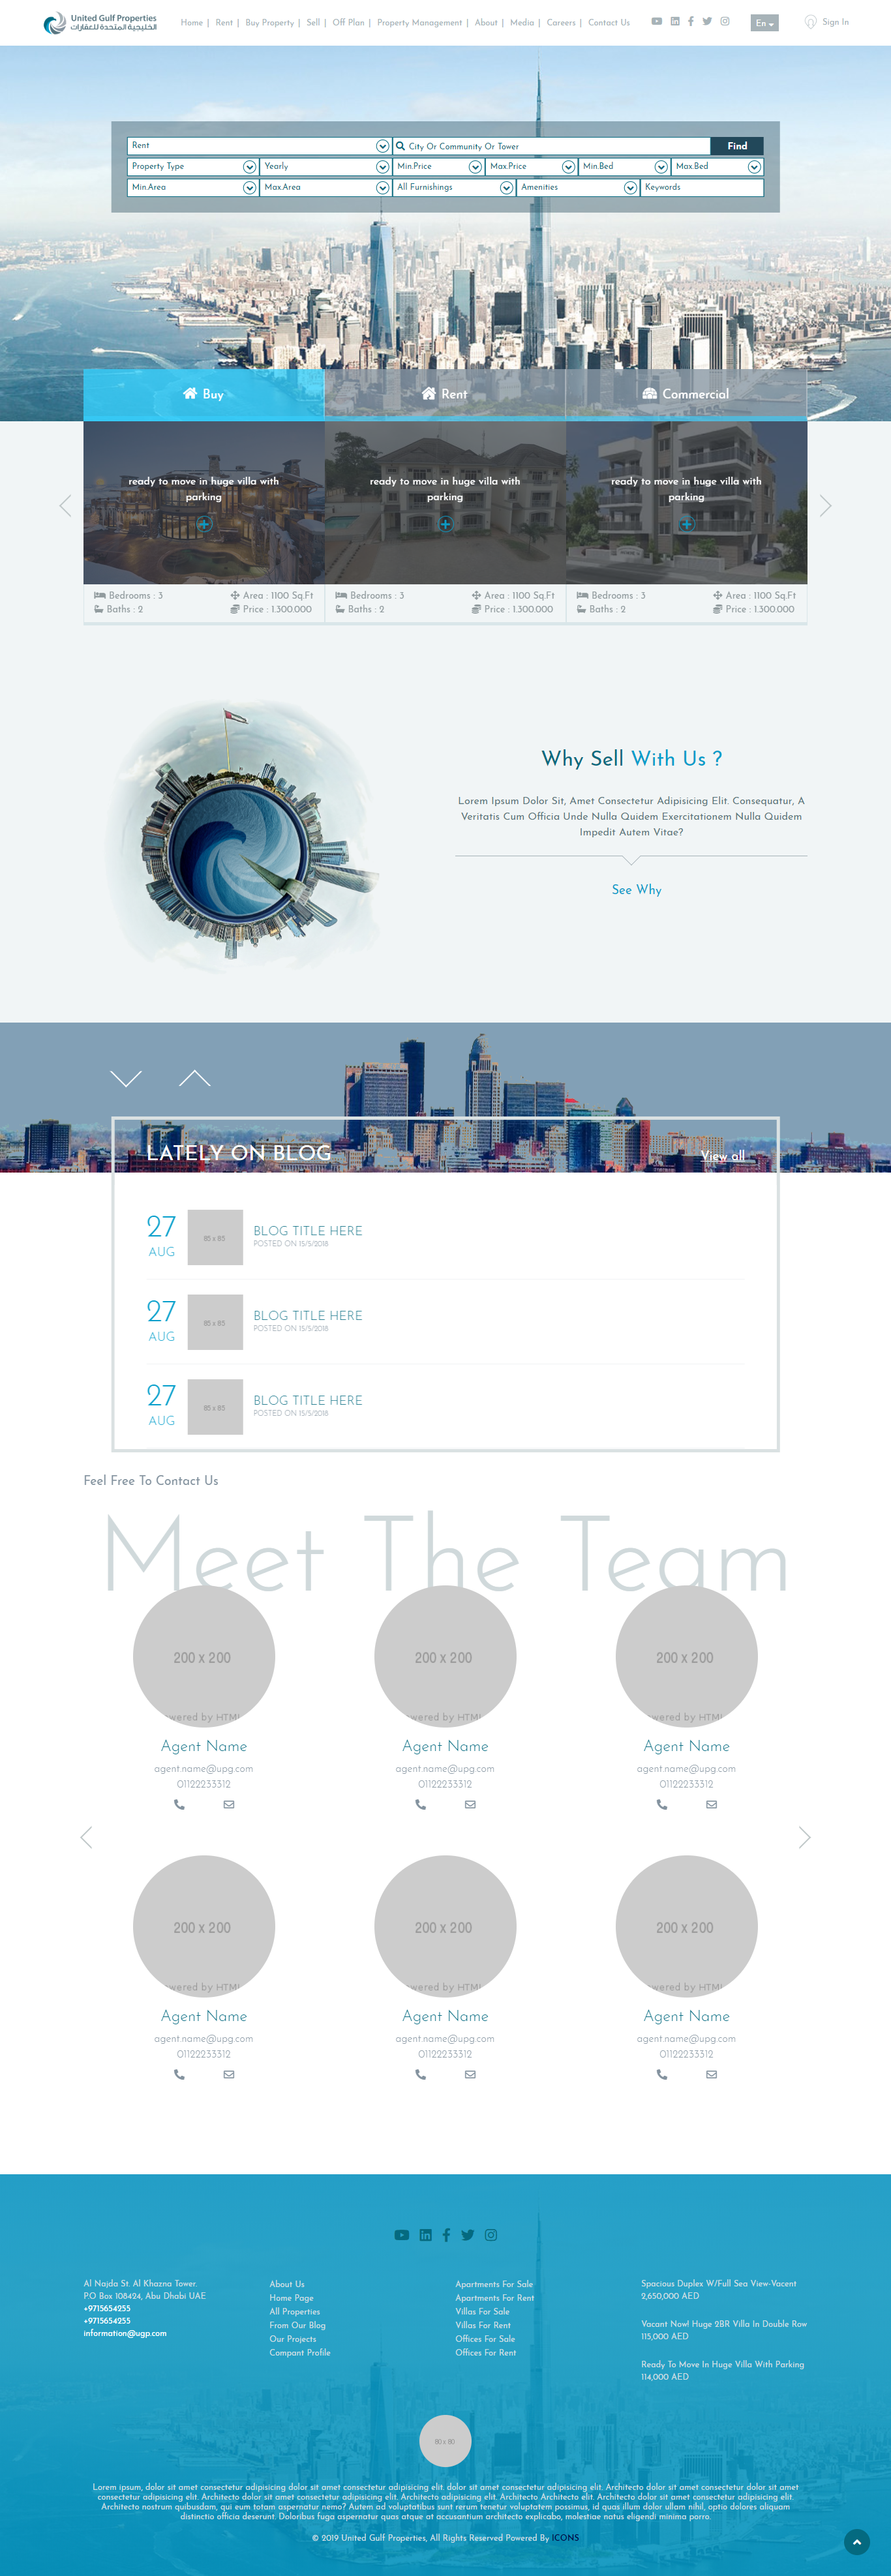 United Gulf Properties
الخليجية المتحدة للعقارات
Home | Rent | Buy Property | Sell | Off Plan | Property Management | About | Media | Careers | Contact Us
En
Sign In
Rent
City Or Community Or Tower
Find
Property Type
Yearly
Min.Price
Max.Price
Min.Bed
Max.Bed
Min.Area
Max.Area
All Furnishings
Amenities
Keywords
Buy
Rent
Commercial
ready to move in huge villa with
parking
ready to move in huge villa with
parking
ready to move in huge villa with
parking
Bedrooms : 3
Area : 1100 Sq.Ft
Baths : 2
Price : 1.300.000
Bedrooms : 3
Area : 1100 Sq.Ft
Baths : 2
Price : 1.300.000
Bedrooms : 3
Area : 1100 Sq.Ft
Baths : 2
Price : 1.300.000
Why Sell With Us ?
Lorem Ipsum Dolor Sit, Amet Consectetur Adipisicing Elit. Consequatur, A
Veritatis Cum Officia Unde Nulla Quidem Exercitationem Nulla Quidem
Impedit Autem Vitae?
See Why
LATELY ON BLOG
View all
27
AUG
85 x 85
BLOG TITLE HERE
POSTED ON 15/5/2018
27
AUG
85 x 85
BLOG TITLE HERE
POSTED ON 15/5/2018
27
AUG
85 x 85
BLOG TITLE HERE
POSTED ON 15/5/2018
Feel Free To Contact Us
Meet The Team
200 x 200
200 x 200
200 x 200
wered by HTML
wered by HTML
wered by HTML
Agent Name
Agent Name
Agent Name
agent.name@upg.com
agent.name@upg.com
agent.name@upg.com
01122233312
01122233312
01122233312
200 x 200
200 x 200
200 x 200
wered by HTML
wered by HTML
wered by HTML
Agent Name
Agent Name
Agent Name
agent.name@upg.com
agent.name@upg.com
agent.name@upg.com
01122233312
01122233312
01122233312
Al Najda St. Al Khazna Tower.
P.O Box 108424, Abu Dhabi UAE
+9715654255
+9715654255
information@ugp.com
About Us
Home Page
All Properties
From Our Blog
Our Projects
Compant Profile
Apartments For Sale
Apartments For Rent
Villas For Sale
Villas For Rent
Offices For Sale
Offices For Rent
Spacious Duplex W/Full Sea View-Vacent
2,650,000 AED
Vacant Now! Huge 2BR Villa In Double Row
115,000 AED
Ready To Move In Huge Villa With Parking
114,000 AED
80 x 80
Lorem ipsum, dolor sit amet consectetur adipisicing dolor sit amet consectetur adipisicing elit. dolor sit amet consectetur adipisicing elit. Architecto dolor sit amet consectetur dolor sit amet
consectetur adipisicing elit. Architecto dolor sit amet consectetur adipisicing elit. Architecto adipisicing elit. Architecto Architecto elit. Architecto dolor sit amet consectetur adipisicing elit.
Architecto nostrum quibusdam, qui eum totam aspernatur nemo? Autem ad voluptatibus sunt rerum tenetur voluptatem possimus, id quas illum dolor ullam nihil, optio dolores aliquam
distinctio officia deserunt. Doloribus fuga aspernatur quas atque at accusantium architecto explicabo, molestiae natus eligendi minima porro.
© 2019 United Gulf Properties, All Rights Reserved Powered By ICONS